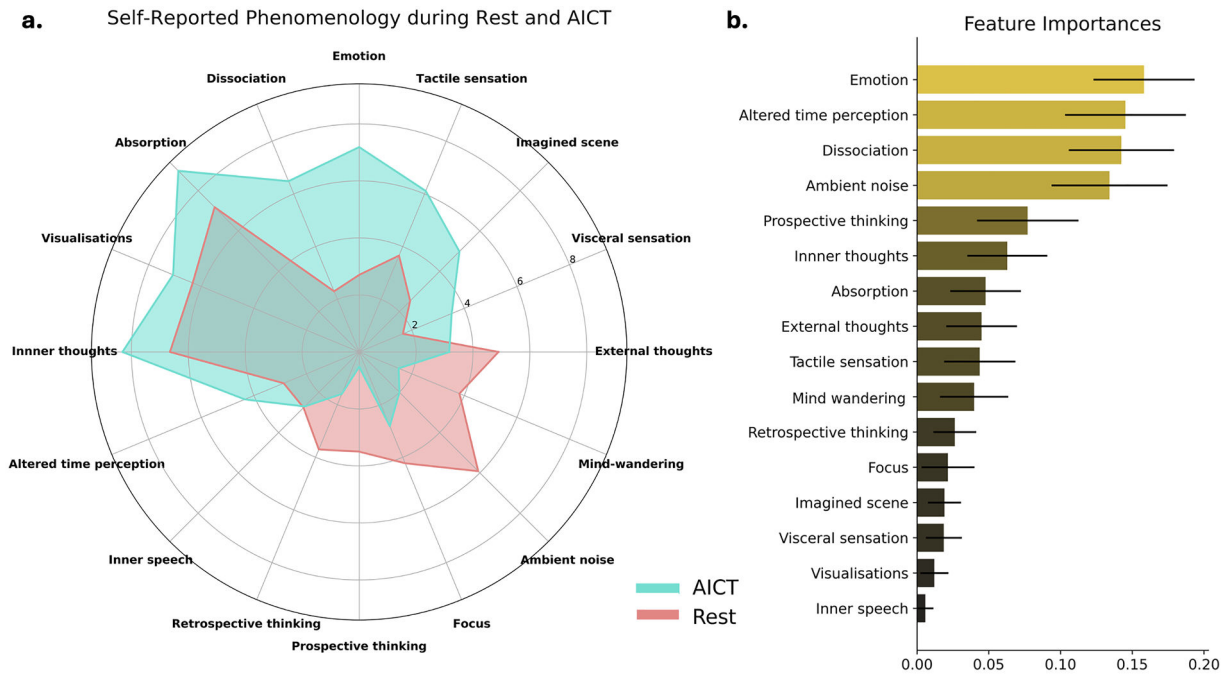 a.
Self-Reported Phenomenology during Rest and AICT
Emotion
Dissociation
Tactile sensation
Absorption
Imagined scene
Visualisations
Visceral sensation
8
6
4
2
Innner thoughts
External thoughts
Altered time perception
Mind-wandering
Inner speech
Ambient noise
Retrospective thinking
Focus
Prospective thinking
AICT
Rest
b.
Feature Importances
Emotion
Altered time perception
Dissociation
Ambient noise
Prospective thinking
Innner thoughts
Absorption
External thoughts
Tactile sensation
Mind wandering
Retrospective thinking
Focus
Imagined scene
Visceral sensation
Visualisations
Inner speech
0.00 0.05 0.10 0.15 0.20